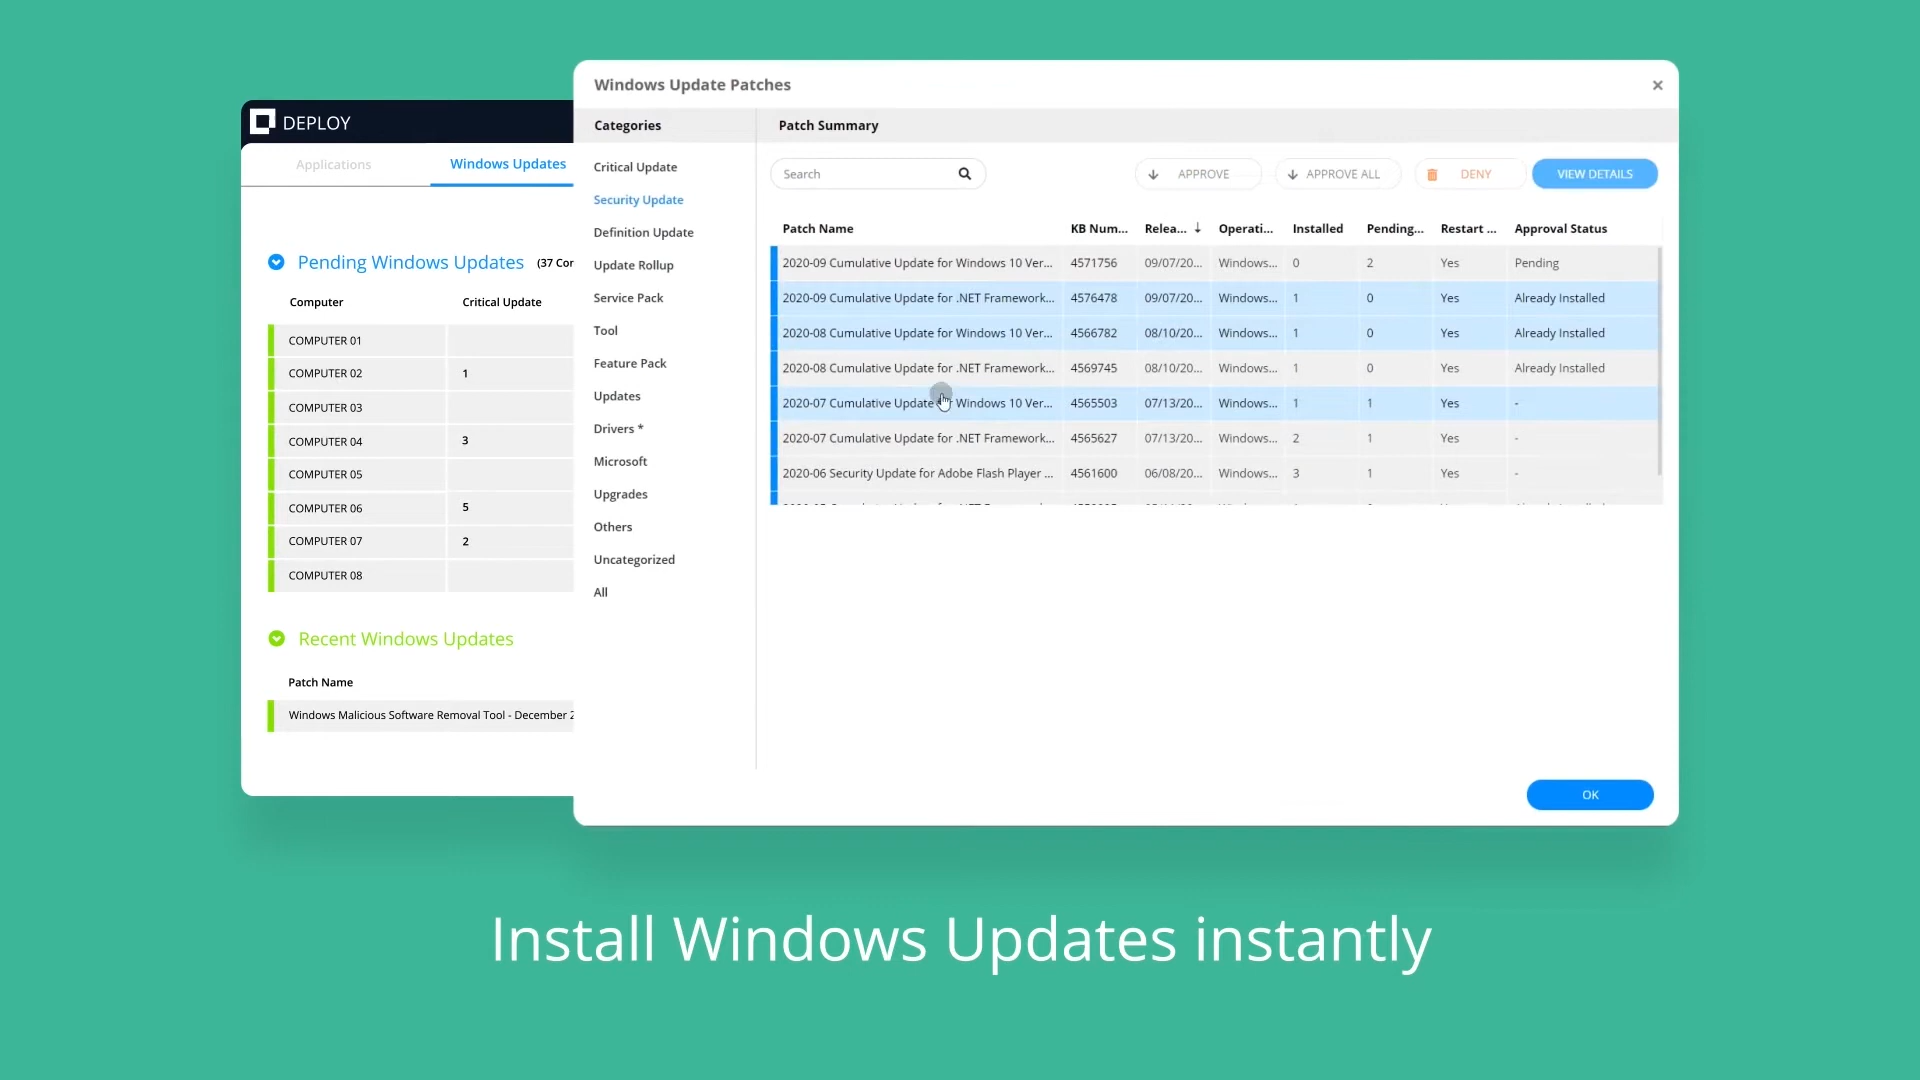 Windows Update Patches
DEPLOY
Applications
Windows Updates
Pending Windows Updates (37 Cor
Computer Critical Update
COMPUTER 01
COMPUTER 02 1
COMPUTER 03
COMPUTER 04 3
COMPUTER 05
COMPUTER 06 5
COMPUTER 07 2
COMPUTER 08
Recent Windows Updates
Patch Name
Windows Malicious Software Removal Tool - December 2
Categories
Critical Update
Security Update
Definition Update
Update Rollup
Service Pack
Tool
Feature Pack
Updates
Drivers *
Microsoft
Upgrades
Others
Uncategorized
All
Patch Summary
Search
APPROVE
APPROVE ALL
DENY
VIEW DETAILS
Patch Name KB Num... Relea... Operati... Installed Pending... Restart ... Approval Status
2020-09 Cumulative Update for Windows 10 Ver... 4571756 09/07/20... Windows... 0 2 Yes Pending
2020-09 Cumulative Update for .NET Framework... 4576478 09/07/20... Windows... 1 0 Yes Already Installed
2020-08 Cumulative Update for Windows 10 Ver... 4566782 08/10/20... Windows... 1 0 Yes Already Installed
2020-08 Cumulative Update for .NET Framework... 4569745 08/10/20... Windows... 1 0 Yes Already Installed
2020-07 Cumulative Update Windows 10 Ver... 4565503 07/13/20... Windows... 1 1 Yes -
2020-07 Cumulative Update for .NET Framework... 4565627 07/13/20... Windows... 2 1 Yes -
2020-06 Security Update for Adobe Flash Player ... 4561600 06/08/20... Windows... 3 1 Yes -
OK
Install Windows Updates instantly